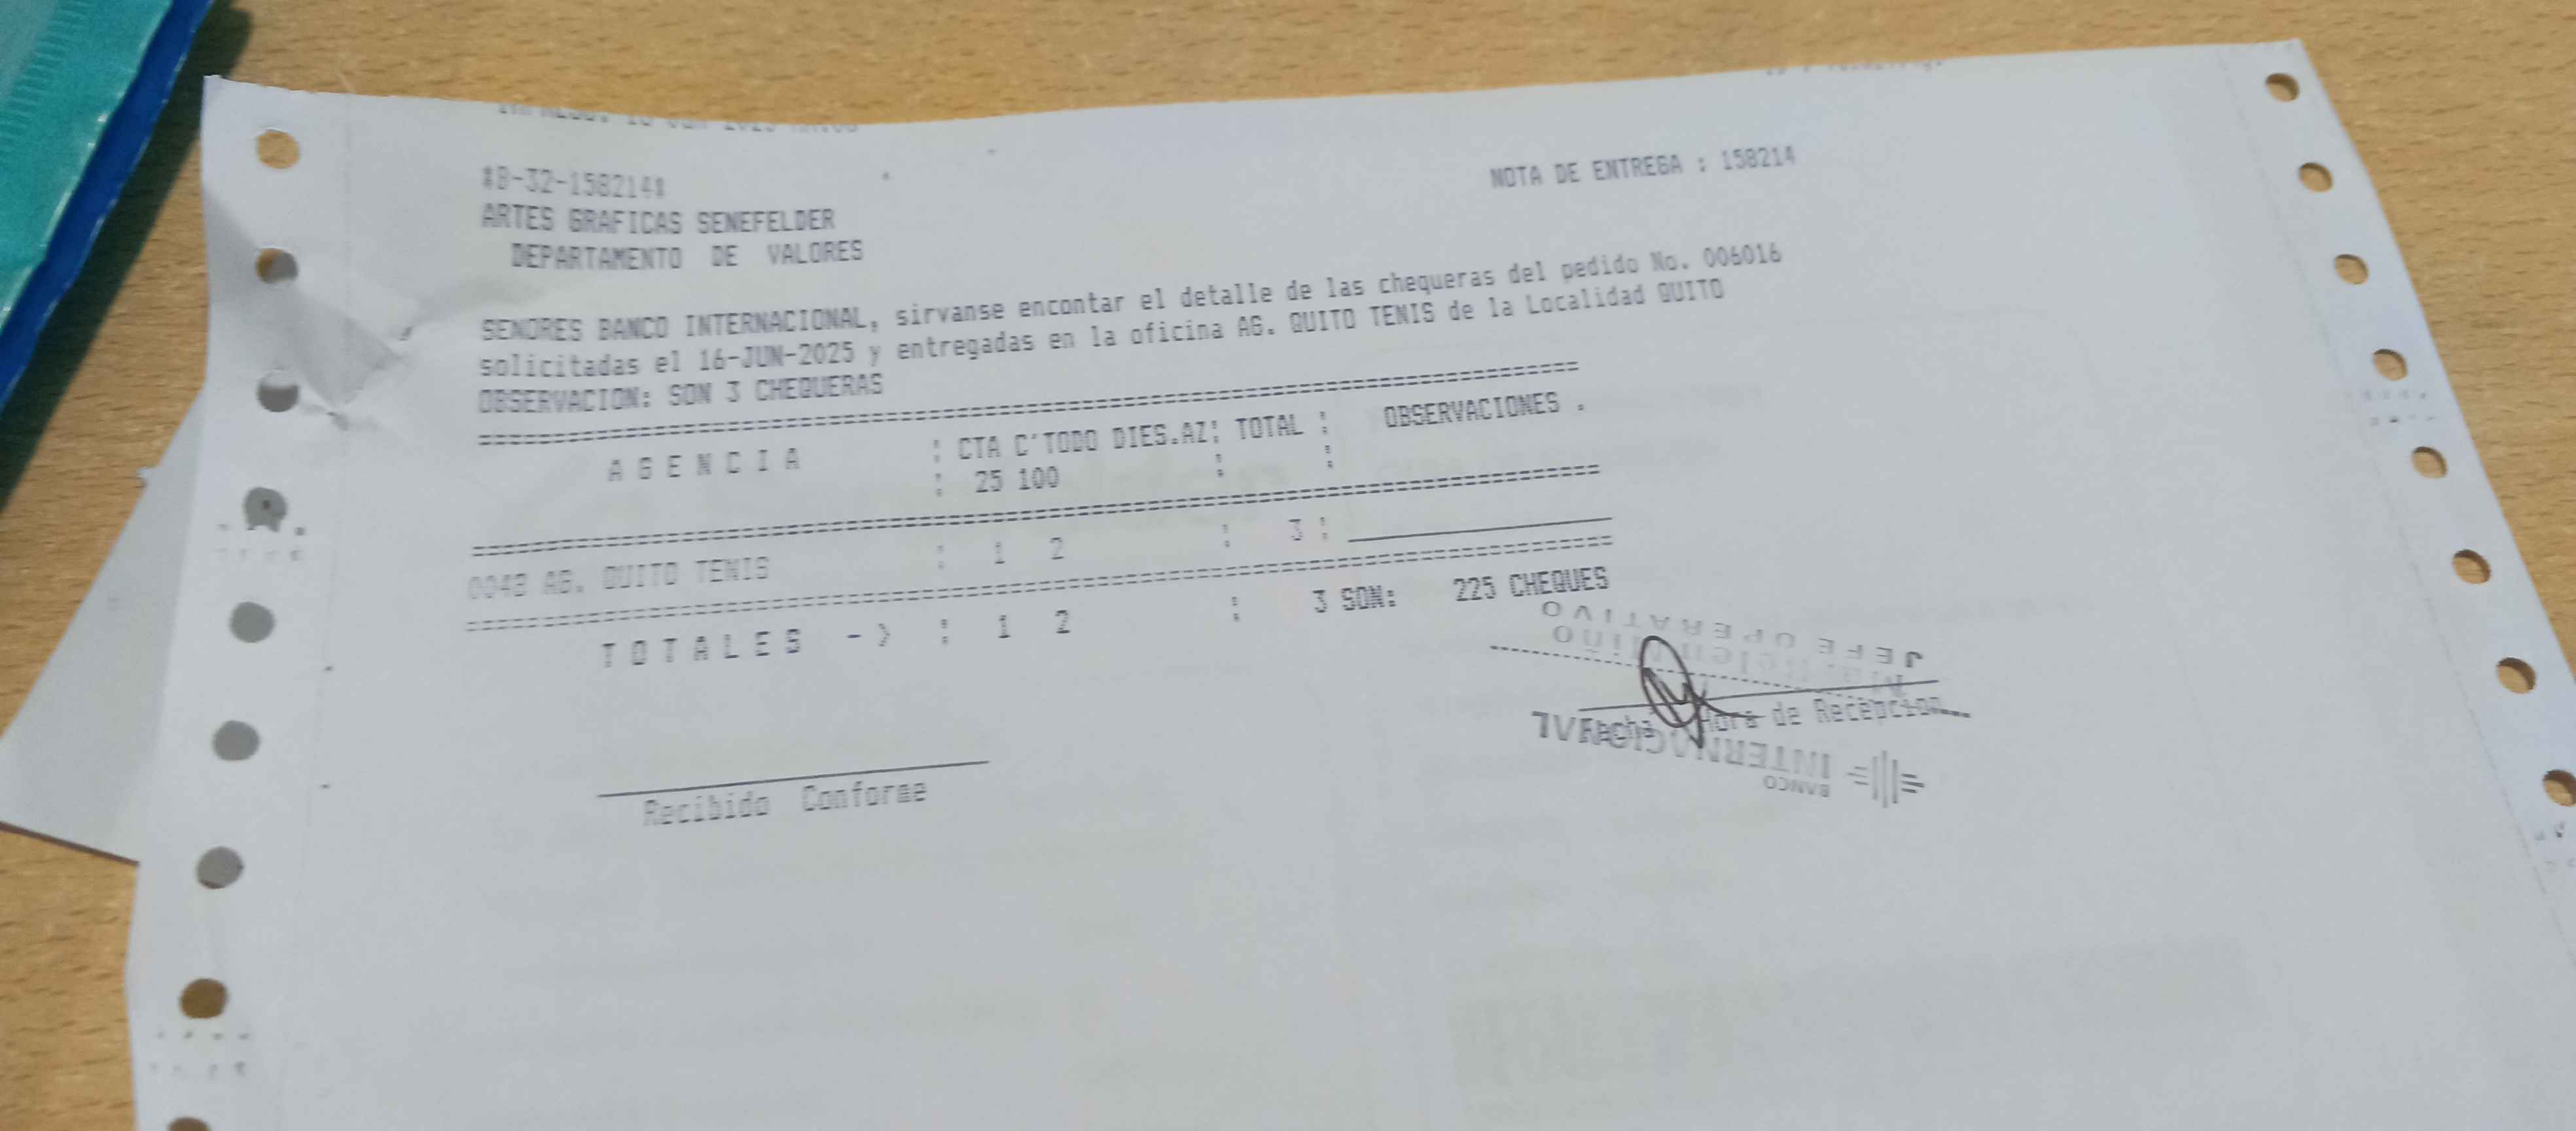 *B-32-158214*
NOTA DE ENTREGA : 158214
ARTES GRAFICAS SENEFELDER
DEPARTAMENTO DE VALORES
SENORES BANCO INTERNACIONAL, sirvanse encontar el detalle de las chequeras del pedido No. 006016
solicitadas el 16-JUN-2025 y entregadas en la oficina AG. QUITO TENIS de la Localidad QUITO
OBSERVACION: SON 3 CHEQUERAS
================================================================
A G E N C I A : CTA C'TODO DIES.AZ: TOTAL : OBSERVACIONES .
: 25 100 : :
================================================================
0043 AG. QUITO TENIS : 1 2 : 3 : __________________
================================================================
T O T A L E S -> : 1 2 : 3 SON: 225 CHEQUES
JEFE OPERATIVO
Fecha Hora de Recepcion
BANCO
INTERNACIONAL
Recibido Conforme